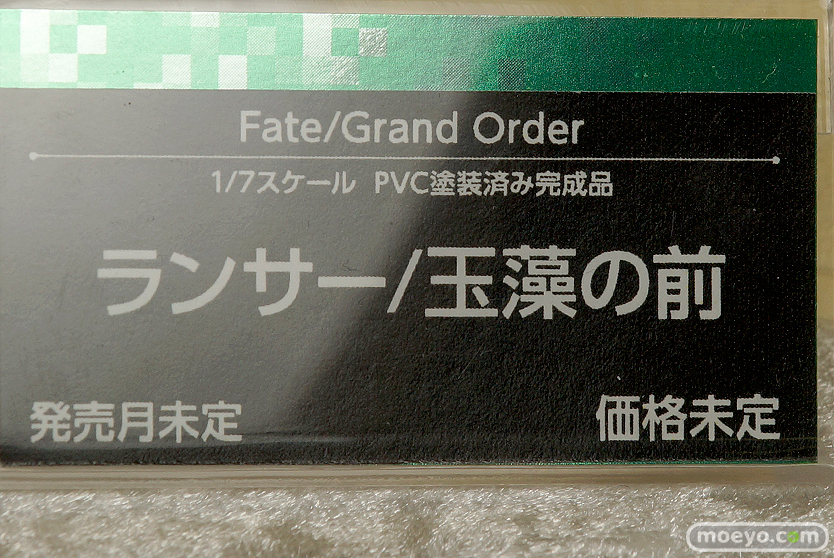 Fate/Grand Order
1/7スケール PVC塗装済み完成品
ランサー/玉藻の前
発売月未定 価格未定
moeyo.com